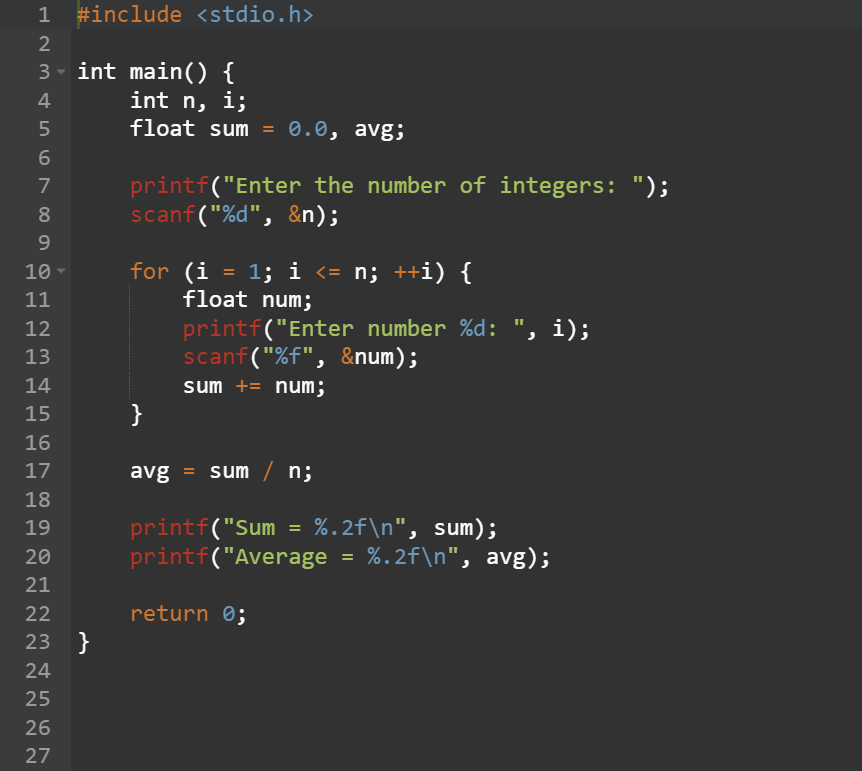 1 #include <stdio.h>
2
3 int main() {
4     int n, i;
5     float sum = 0.0, avg;
6
7     printf("Enter the number of integers: ");
8     scanf("%d", &n);
9
10     for (i = 1; i <= n; ++i) {
11         float num;
12         printf("Enter number %d: ", i);
13         scanf("%f", &num);
14         sum += num;
15     }
16
17     avg = sum / n;
18
19     printf("Sum = %.2f\n", sum);
20     printf("Average = %.2f\n", avg);
21
22     return 0;
23 }
24
25
26
27